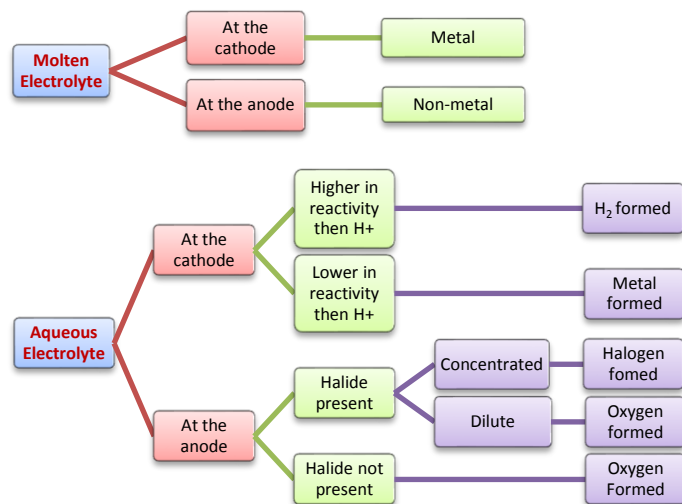 Molten
Electrolyte
At the
cathode
Metal
At the anode
Non-metal
Aqueous
Electrolyte
At the
cathode
Higher in
reactivity
then H+
H₂ formed
Lower in
reactivity
then H+
Metal
formed
At the
anode
Halide
present
Concentrated
Halogen
fomed
Dilute
Oxygen
formed
Halide not
present
Oxygen
Formed